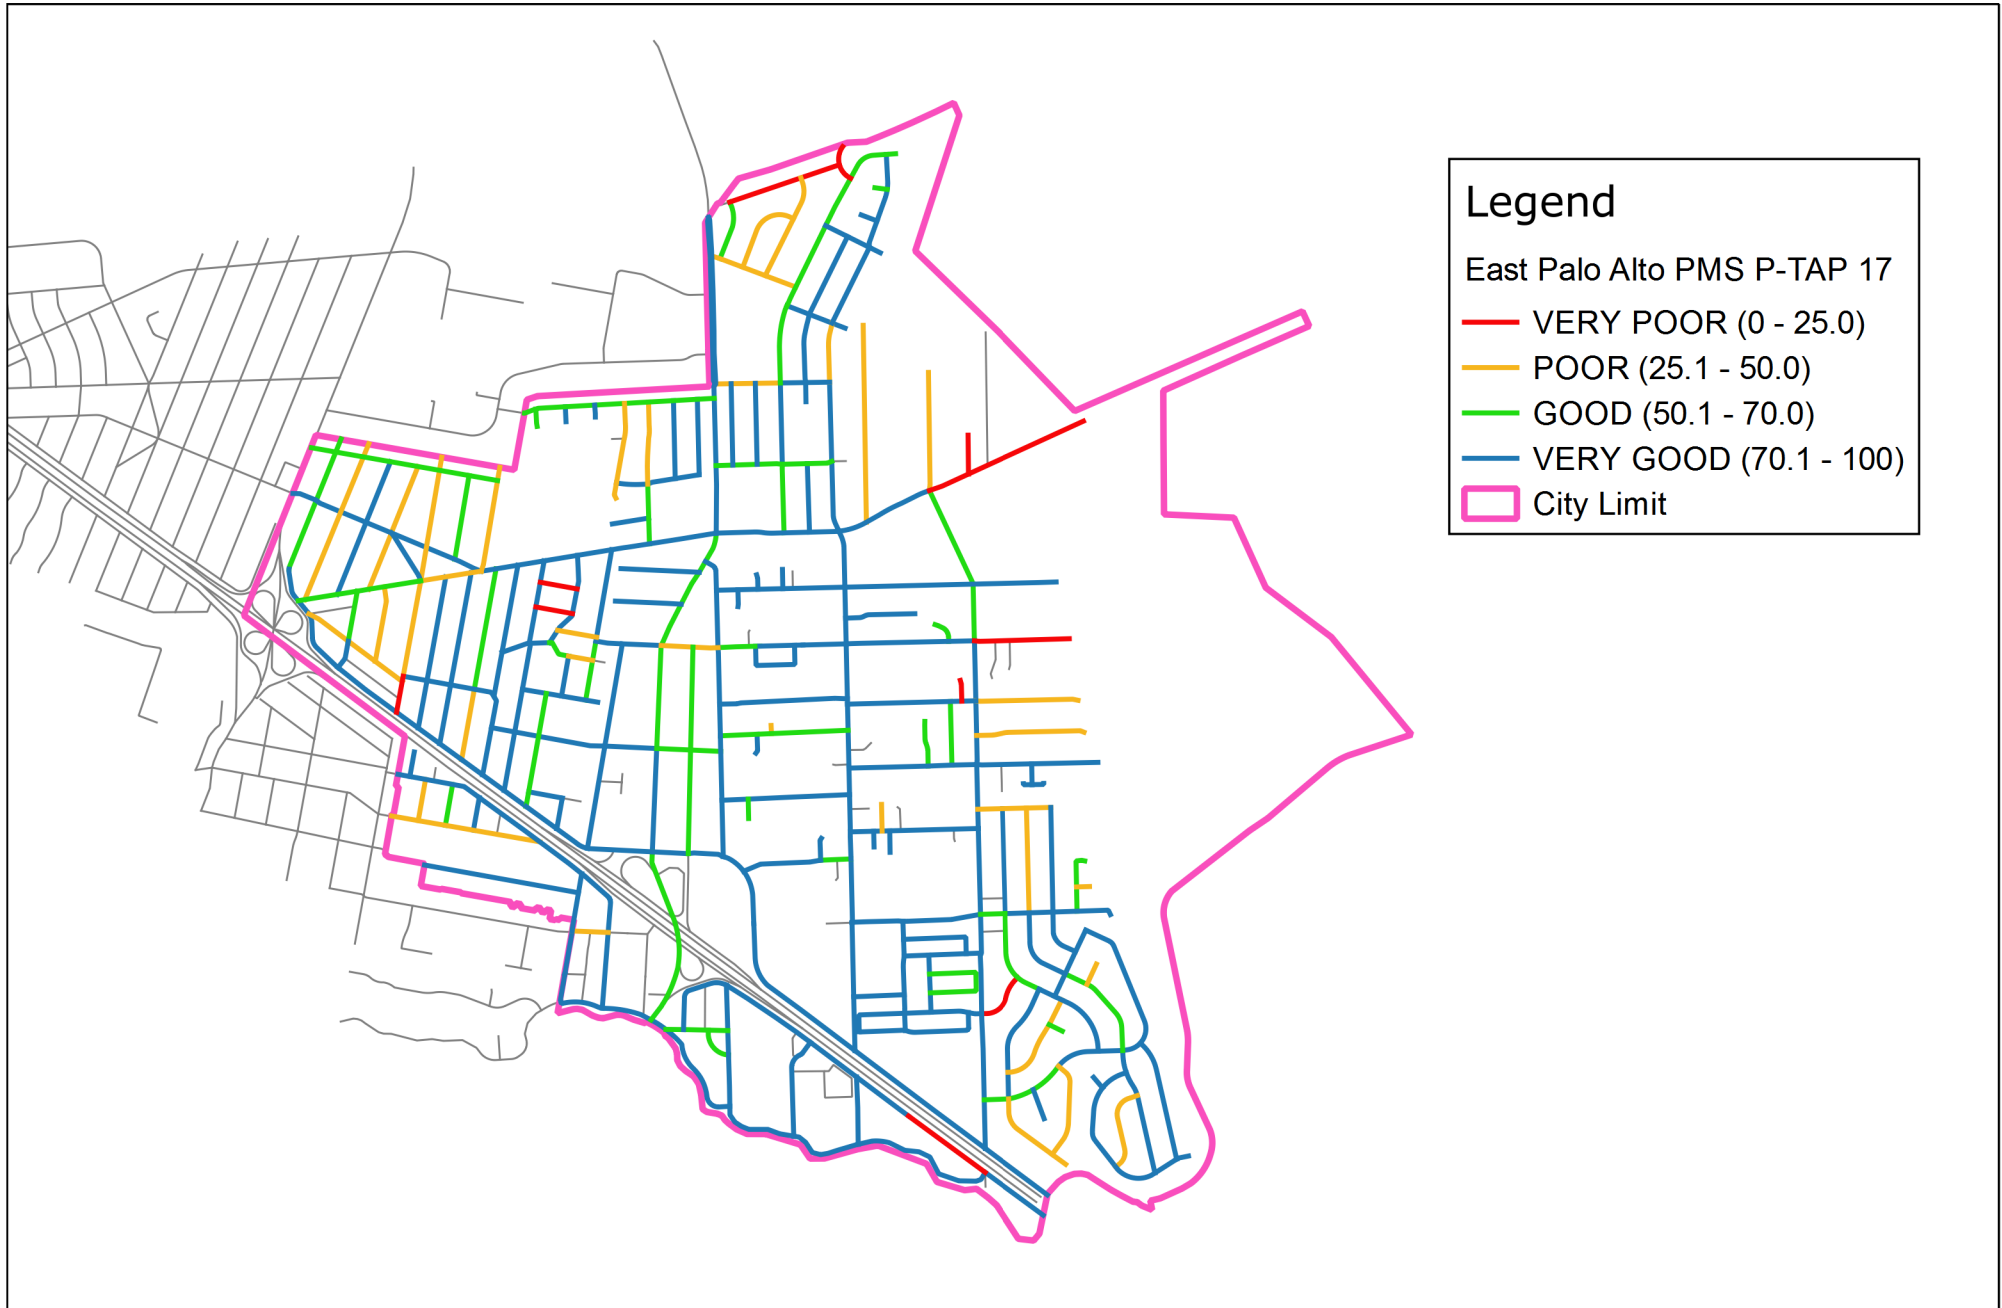 Legend
East Palo Alto PMS P-TAP 17
VERY POOR (0 - 25.0)
POOR (25.1 - 50.0)
GOOD (50.1 - 70.0)
VERY GOOD (70.1 - 100)
City Limit